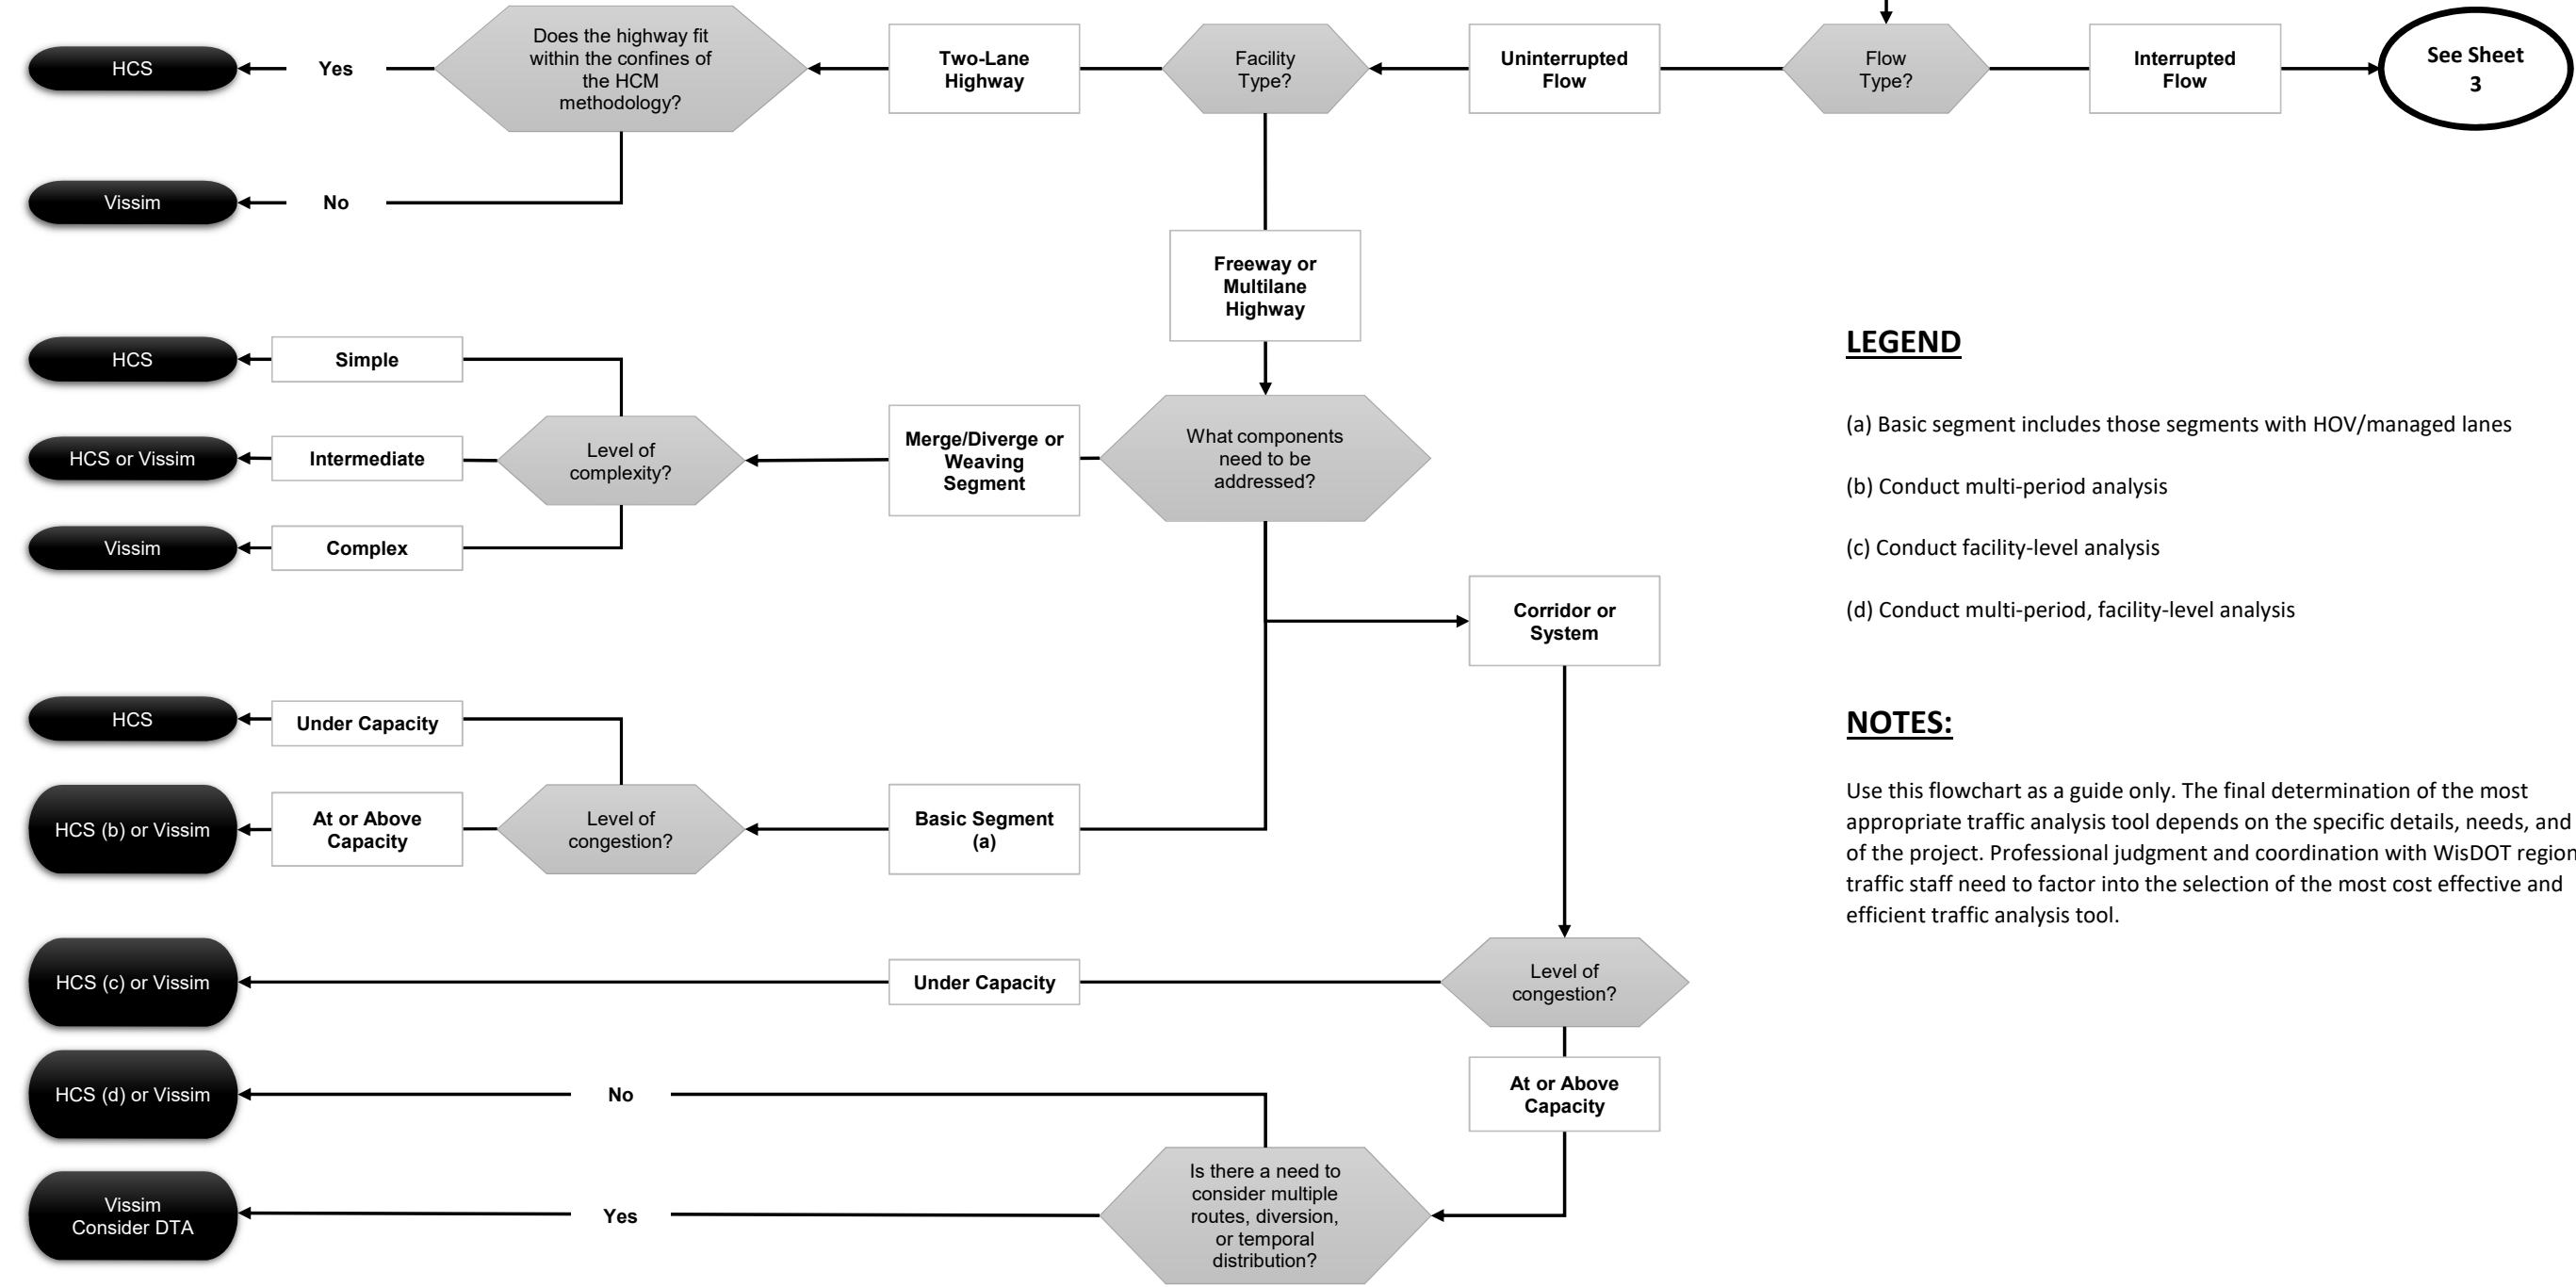 HCS
Yes
Does the highway fit
within the confines of
the HCM
methodology?
Two-Lane
Highway
Facility
Type?
Uninterrupted
Flow
Flow
Type?
Interrupted
Flow
See Sheet
3
Vissim
No
Freeway or
Multilane
Highway
HCS
Simple
HCS or Vissim
Intermediate
Level of
complexity?
Merge/Diverge or
Weaving
Segment
What components
need to be
addressed?
Vissim
Complex
Corridor or
System
HCS
Under Capacity
HCS (b) or Vissim
At or Above
Capacity
Level of
congestion?
Basic Segment
(a)
HCS (c) or Vissim
Under Capacity
Level of
congestion?
At or Above
Capacity
HCS (d) or Vissim
No
Vissim
Consider DTA
Yes
Is there a need to
consider multiple
routes, diversion,
or temporal
distribution?
LEGEND
(a) Basic segment includes those segments with HOV/managed lanes
(b) Conduct multi-period analysis
(c) Conduct facility-level analysis
(d) Conduct multi-period, facility-level analysis
NOTES:
Use this flowchart as a guide only. The final determination of the most
appropriate traffic analysis tool depends on the specific details, needs, and
of the project. Professional judgment and coordination with WisDOT region
traffic staff need to factor into the selection of the most cost effective and
efficient traffic analysis tool.